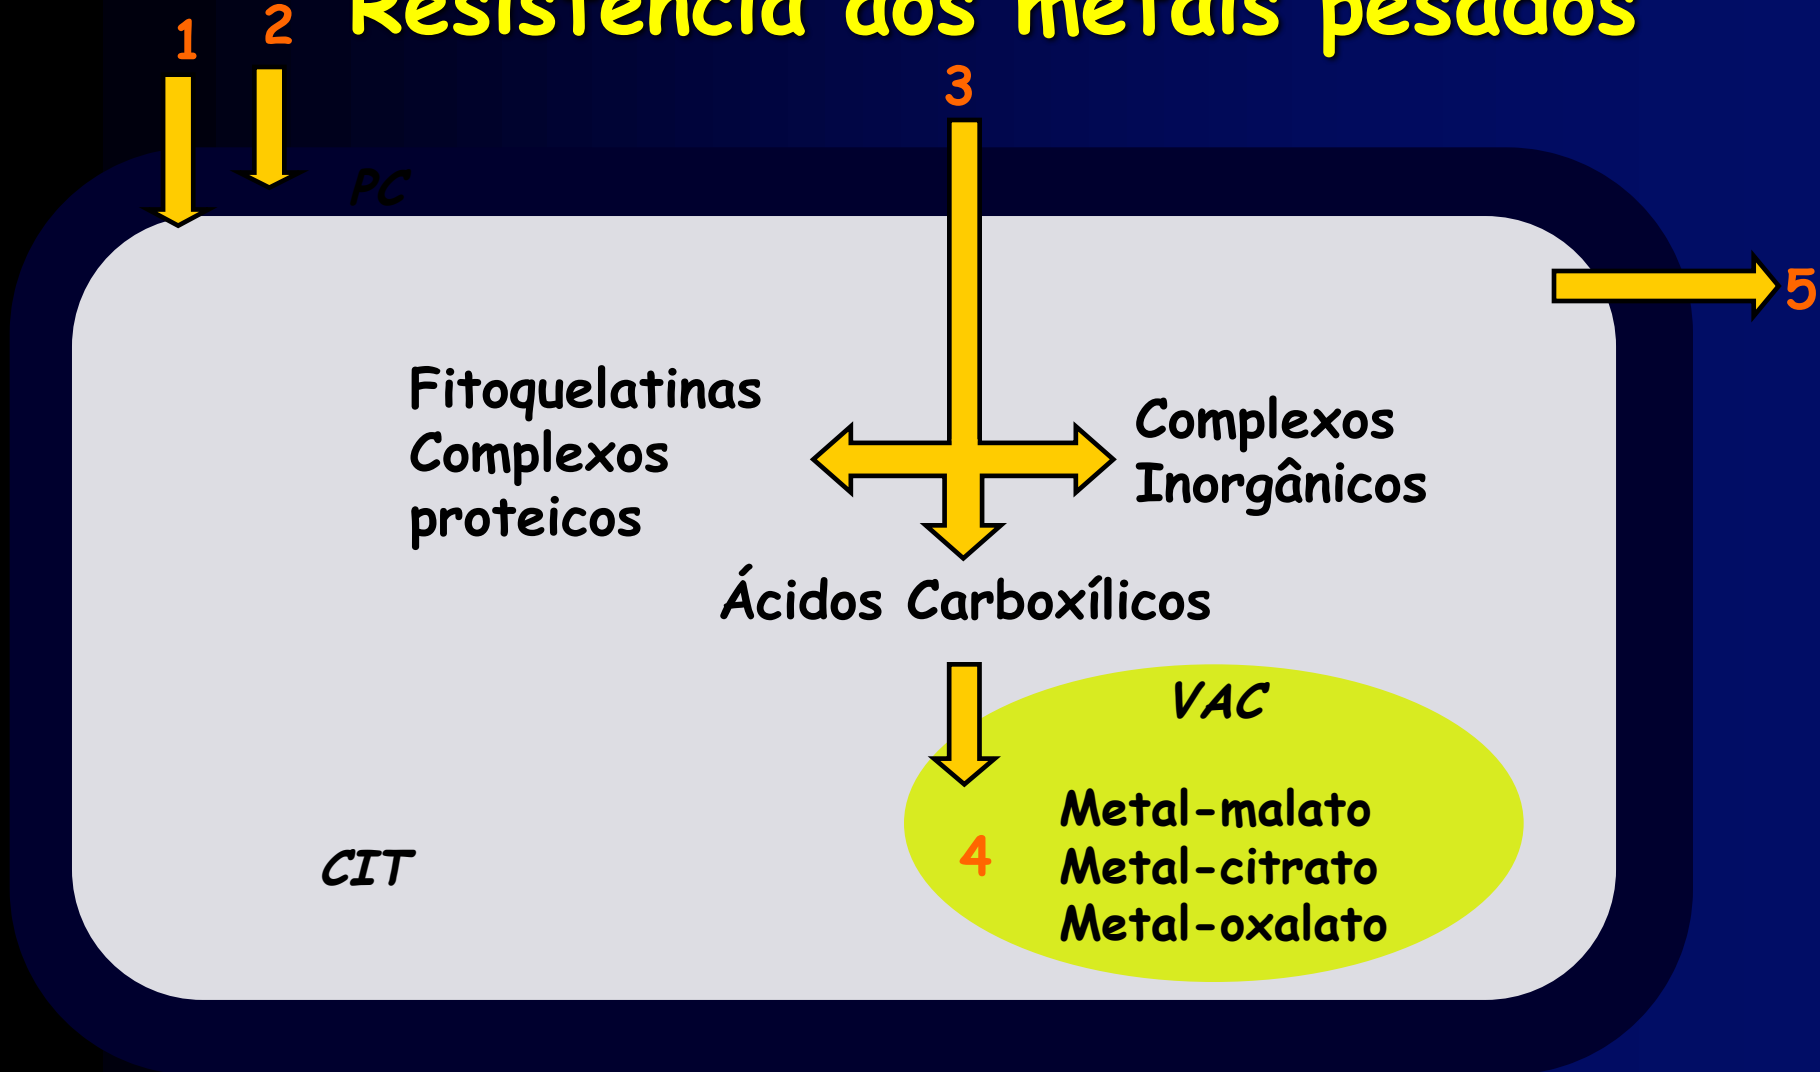 Resistência dos metais pesados
1
2
3
PC
5
Fitoquelatinas
Complexos
proteicos
Complexos
Inorgânicos
Ácidos Carboxílicos
VAC
Metal-malato
Metal-citrato
Metal-oxalato
4
CIT